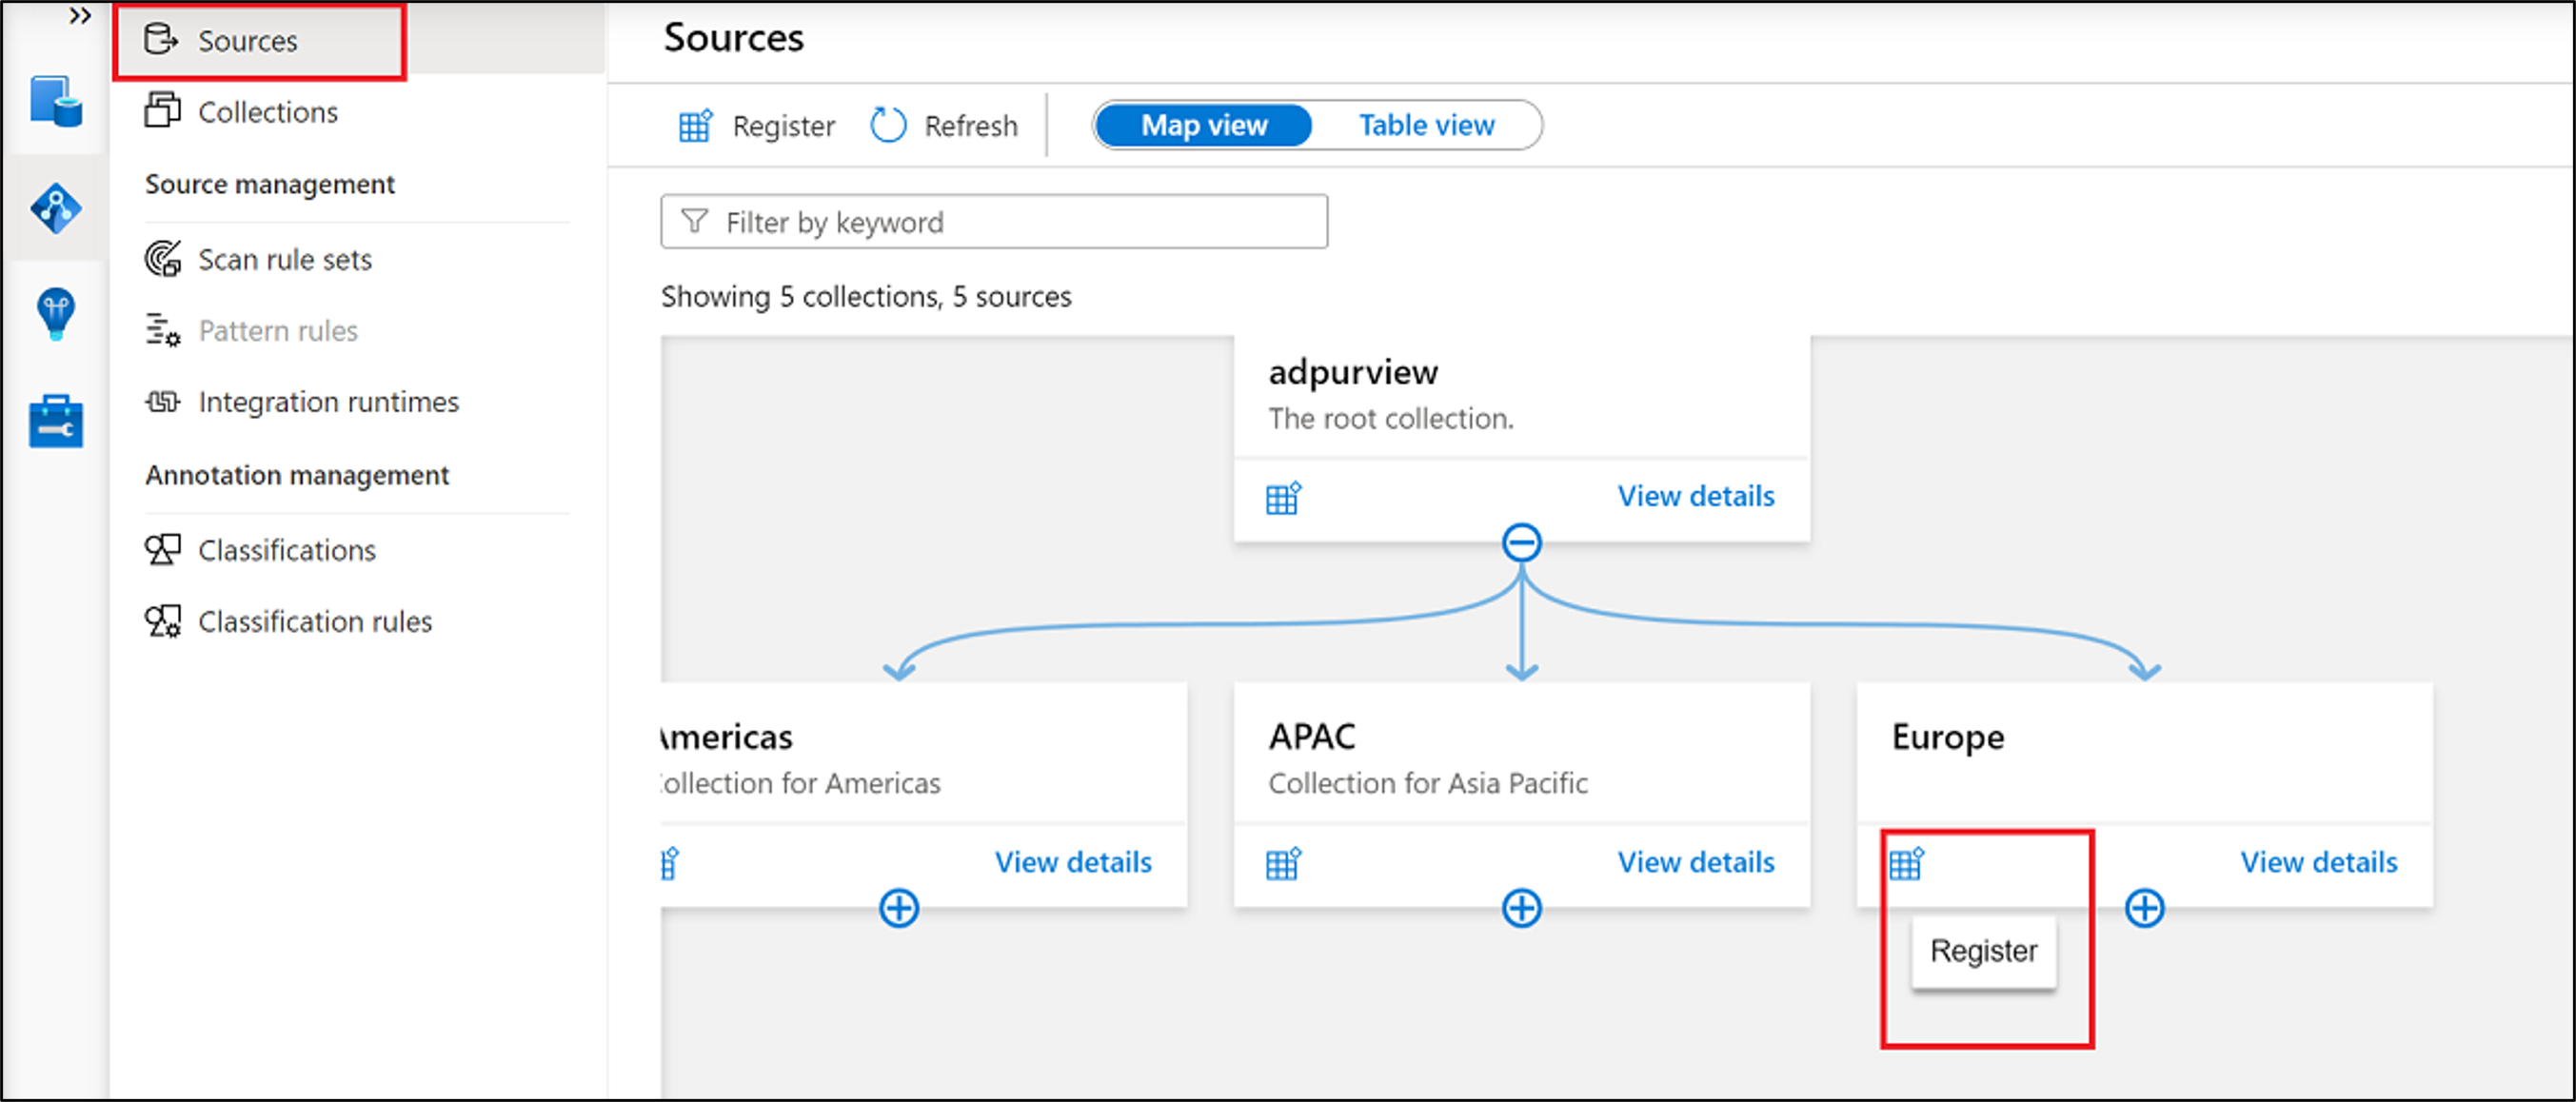 Sources
Collections
Source management
Scan rule sets
Pattern rules
Integration runtimes
Annotation management
Classifications
Classification rules
Sources
Register Refresh Map view Table view
Filter by keyword
Showing 5 collections, 5 sources
adpurview
The root collection.
View details
Americas
Collection for Americas
View details
APAC
Collection for Asia Pacific
View details
Europe
View details
Register